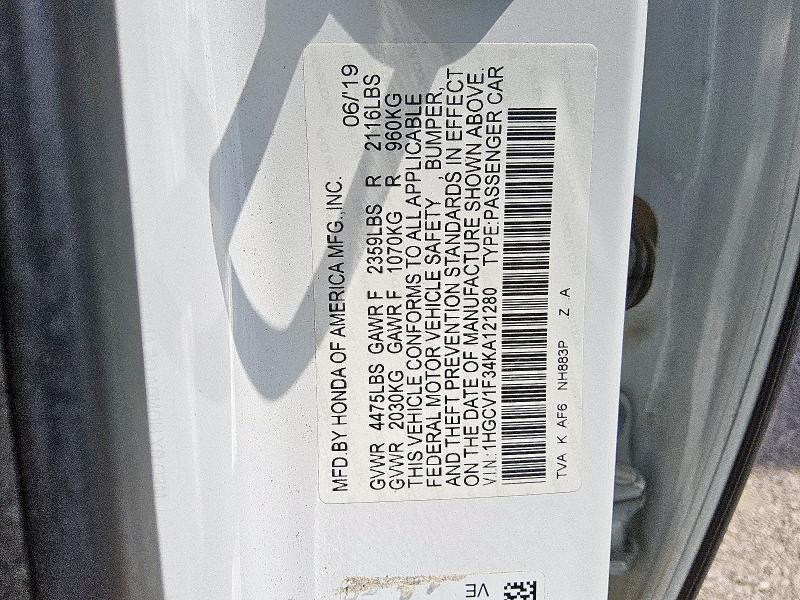 MFD.BY HONDA OF AMERICA MFG.,INC. 06/'19
GVWR 4475LBS GAWR F 2359LBS R 2116LBS
GVWR 2030KG GAWR F 1070KG R 960KG
THIS VEHICLE CONFORMS TO ALL APPLICABLE
FEDERAL MOTOR VEHICLE SAFETY , BUMPER,
AND THEFT PREVENTION STANDARDS IN EFFECT
ON THE DATE OF MANUFACTURE SHOWN ABOVE.
V.I.N.: 1HGCV1F34KA121280 TYPE:PASSENGER CAR
TVA K AF6 NH883P Z A
VE